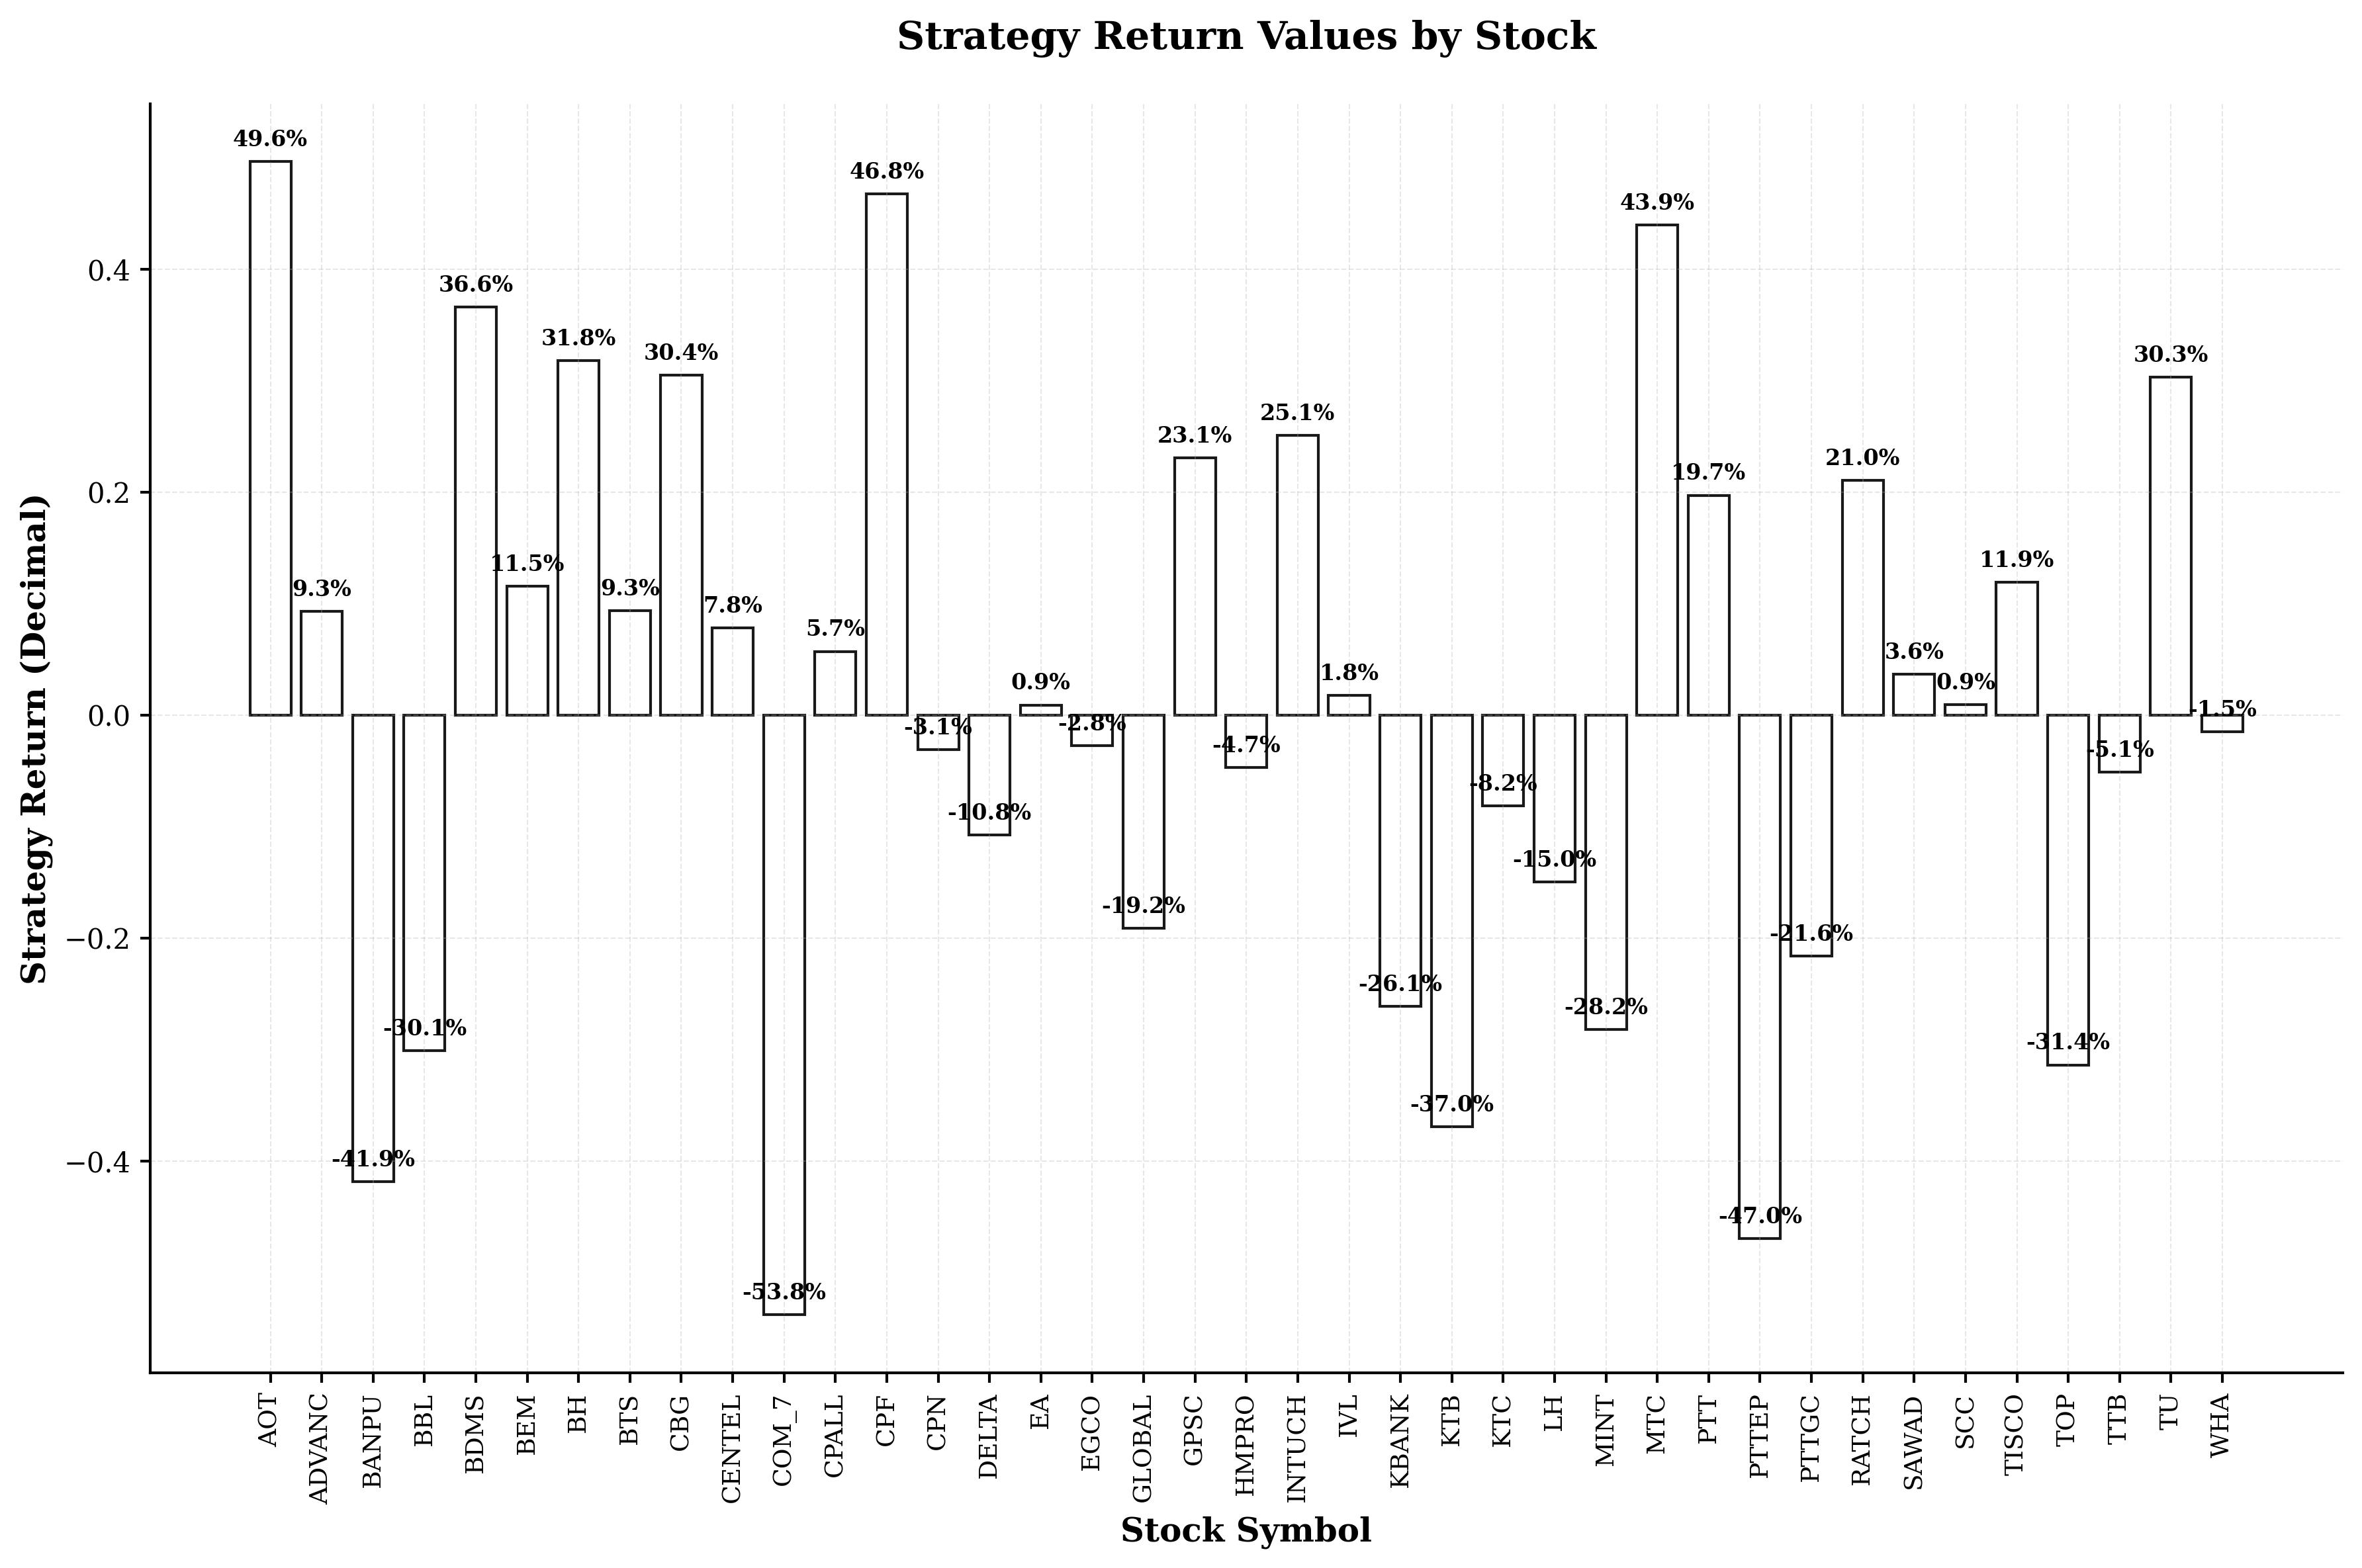 Strategy Return Values by Stock
Strategy Return (Decimal)
0.4
0.2
0.0
−0.2
−0.4
49.6%
9.3%
-41.9%
-30.1%
36.6%
11.5%
31.8%
9.3%
30.4%
7.8%
-53.8%
5.7%
46.8%
-3.1%
-10.8%
0.9%
-2.8%
-19.2%
23.1%
-4.7%
25.1%
1.8%
-26.1%
-37.0%
-8.2%
-15.0%
-28.2%
43.9%
19.7%
-47.0%
-21.6%
21.0%
3.6%
0.9%
11.9%
-31.4%
-5.1%
30.3%
-1.5%
AOT
ADVANC
BANPU
BBL
BDMS
BEM
BH
BTS
CBG
CENTEL
COM_7
CPALL
CPF
CPN
DELTA
EA
EGCO
GLOBAL
GPSC
HMPRO
INTUCH
IVL
KBANK
KTB
KTC
LH
MINT
MTC
PTT
PTTEP
PTTGC
RATCH
SAWAD
SCC
TISCO
TOP
TTB
TU
WHA
Stock Symbol